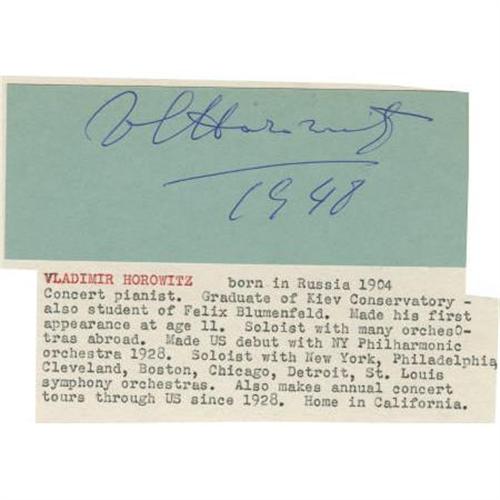 Vl Horowitz
1948
VLADIMIR HOROWITZ born in Russia 1904
Concert pianist. Graduate of Kiev Conservatory -
also student of Felix Blumenfeld. Made his first
appearance at age 11. Soloist with many orchesO-
tras abroad. Made US debut with NY Philharmonic
orchestra 1928. Soloist with New York, Philadelphia,
Cleveland, Boston, Chicago, Detroit, St. Louis
symphony orchestras. Also makes annual concert
tours through US since 1928. Home in California.